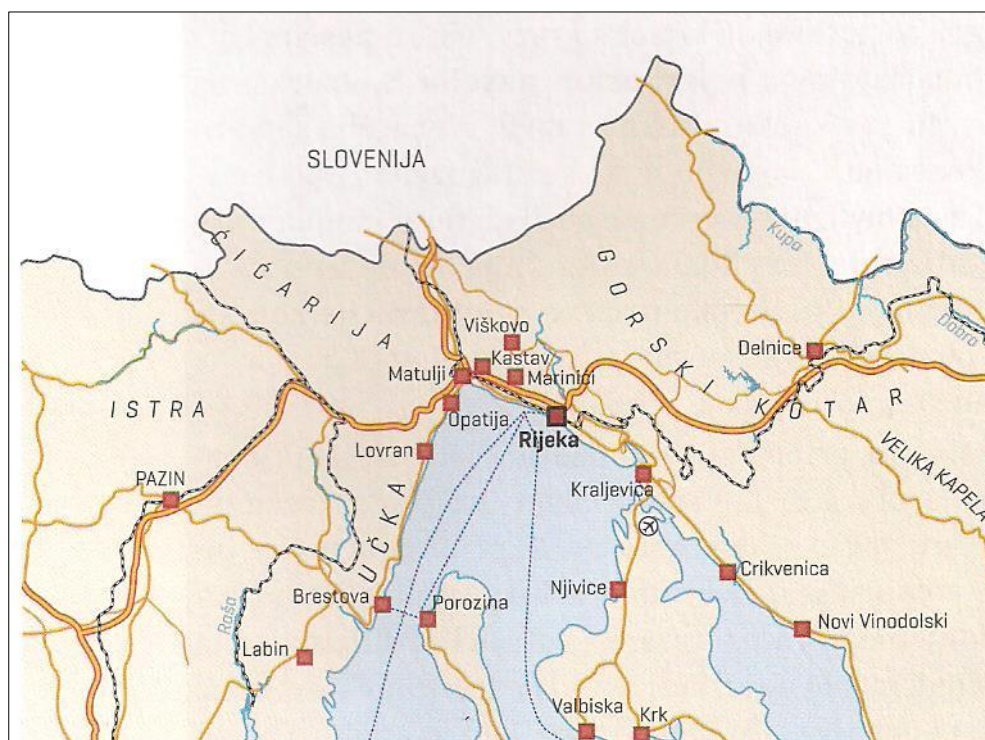 SLOVENIJA
ĆIĆARIJA
GORSKI KOTAR
Kupa
Dobra
Viškovo
Kastav
Matulji
Marinići
Delnice
ISTRA
Opatija
Rijeka
Lovran
VELIKA KAPELA
PAZIN
Kraljevica
UČKA
Crikvenica
Njivice
Brestova
Porozina
Raša
Novi Vinodolski
Labin
Valbiska
Krk